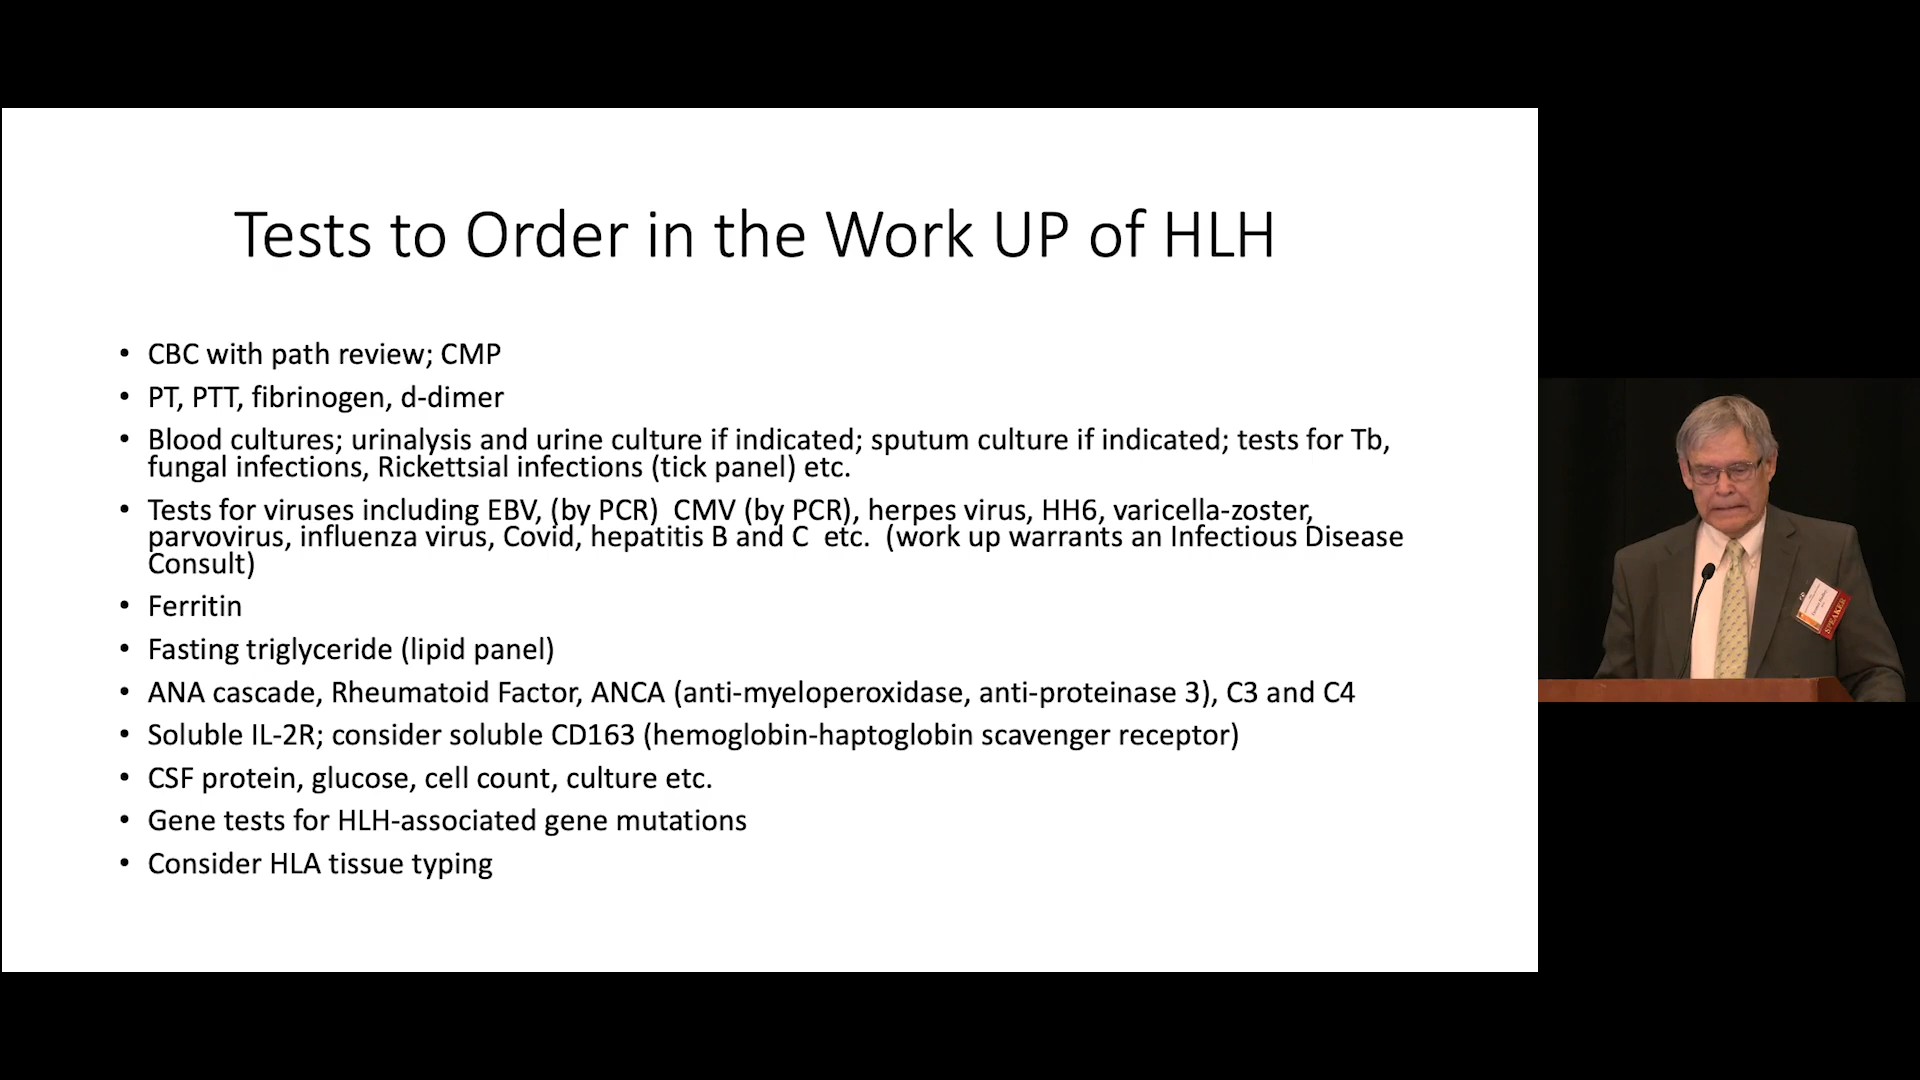 Tests to Order in the Work UP of HLH
• CBC with path review; CMP
• PT, PTT, fibrinogen, d-dimer
• Blood cultures; urinalysis and urine culture if indicated; sputum culture if indicated; tests for Tb,
fungal infections, Rickettsial infections (tick panel) etc.
• Tests for viruses including EBV, (by PCR)  CMV (by PCR), herpes virus, HH6, varicella-zoster,
parvovirus, influenza virus, Covid, hepatitis B and C  etc.  (work up warrants an Infectious Disease
Consult)
• Ferritin
• Fasting triglyceride (lipid panel)
• ANA cascade, Rheumatoid Factor, ANCA (anti-myeloperoxidase, anti-proteinase 3), C3 and C4
• Soluble IL-2R; consider soluble CD163 (hemoglobin-haptoglobin scavenger receptor)
• CSF protein, glucose, cell count, culture etc.
• Gene tests for HLH-associated gene mutations
• Consider HLA tissue typing
SPEAKER